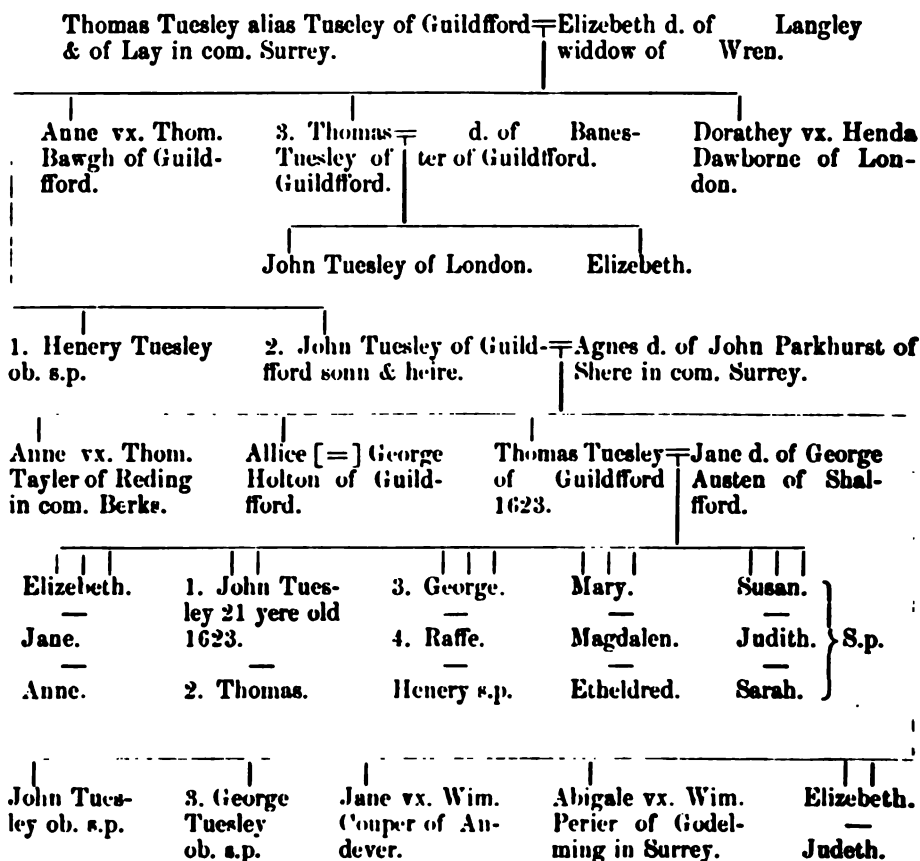 Thomas Tuesley alias Tuscley of Guildfford=Elizebeth d. of Langley
& of Lay in com. Surrey. widdow of Wren.
Anne vx. Thom. 3. Thomas= d. of Banes- Dorathey vx. Henda
Bawgh of Guild- Tuesley of ter of Guildfford. Dawborne of Lon-
fford. Guildfford. don.
John Tuesley of London. Elizebeth.
1. Henery Tuesley 2. John Tuesley of Guild-=Agnes d. of John Parkhurst of
ob. s.p. fford sonn & heire. Shere in com. Surrey.
Anne vx. Thom. Allice [=] George Thomas Tuesley=Jane d. of George
Tayler of Reding Holton of Guild- of Guildfford Austen of Shal-
in com. Berks. fford. 1623. fford.
Elizebeth. 1. John Tues- 3. George. Mary. Susan.
ley 21 yere old
Jane. 1623. 4. Raffe. Magdalen. Judith. S.p.
Anne. 2. Thomas. Henery s.p. Etheldred. Sarah.
John Tues- 3. George Jane vx. Wim. Abigale vx. Wim. Elizebeth.
ley ob. s.p. Tuesley Couper of An- Perier of Godel-
ob. s.p. dever. ming in Surrey. Judeth.